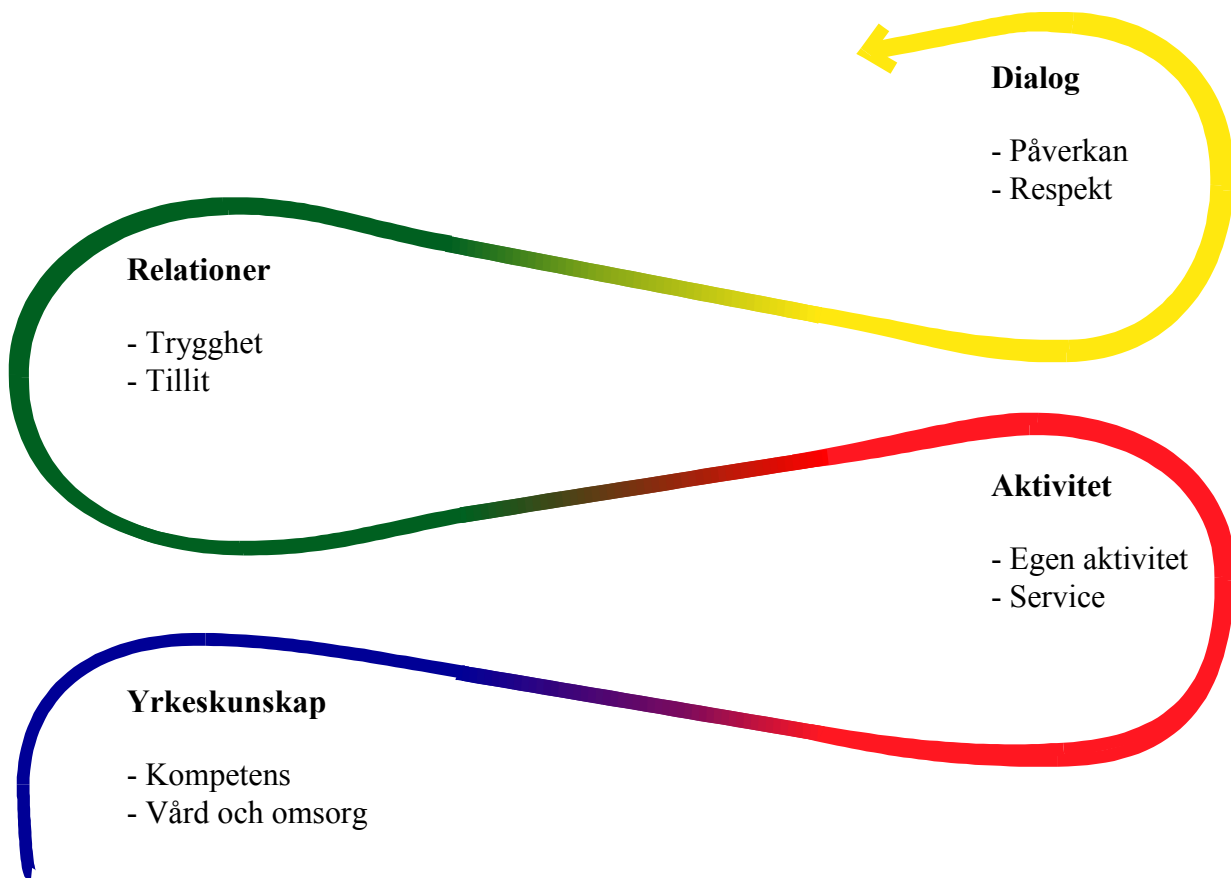 Dialog
- Påverkan
- Respekt
Relationer
- Trygghet
- Tillit
Aktivitet
- Egen aktivitet
- Service
Yrkeskunskap
- Kompetens
- Vård och omsorg